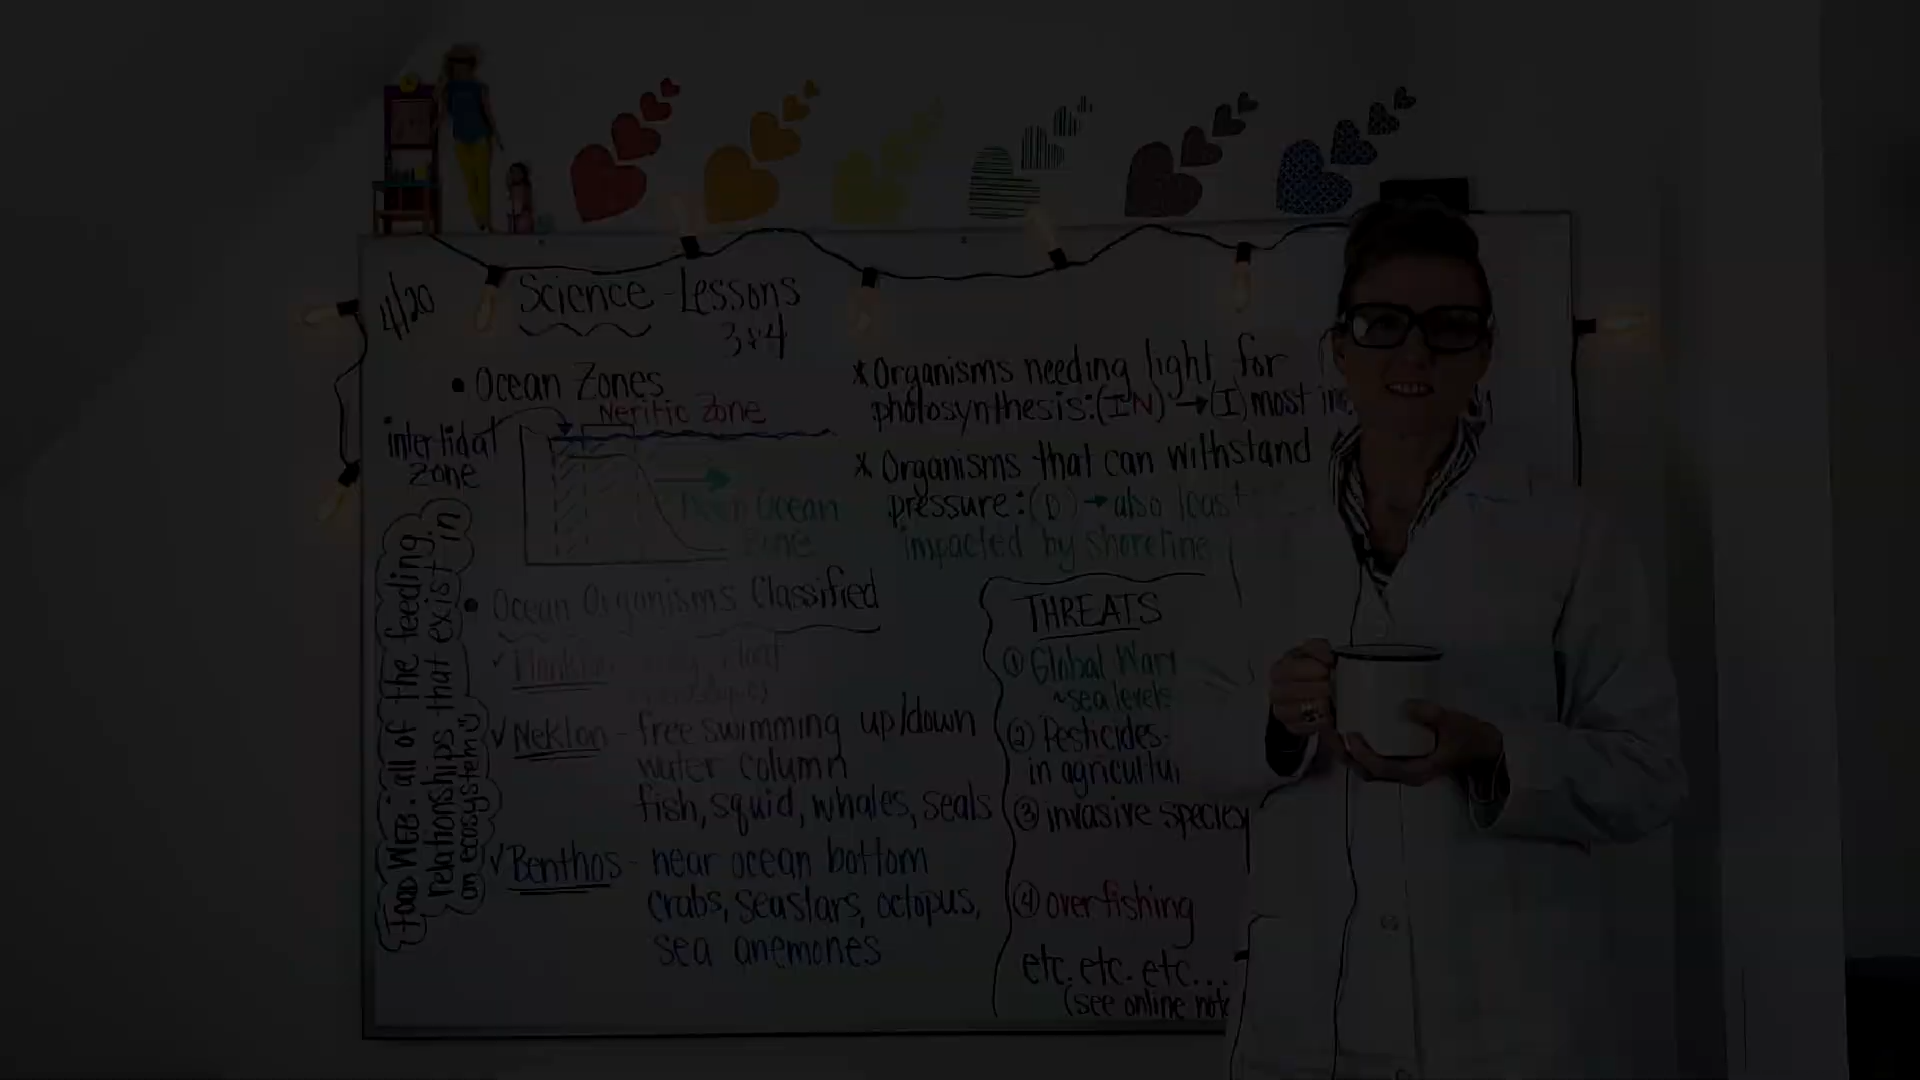 4/20
Science - Lessons
3 & 4
• Ocean Zones
Neritic Zone
intertidal
zone
Ocean
Zone
* Organisms needing light for
photosynthesis: (I N) → (I) most
* Organisms that can withstand
pressure: (D) → also least
impacted by shoreline
• Ocean Organisms Classified
✓ Nekton - free swimming up/down
water column
fish, squid, whales, seals
✓ Benthos - near ocean bottom
crabs, seastars, octopus,
sea anemones
THREATS
① Global Warm
~sea levels
② Pesticides-
in agricultu
③ invasive species
④ overfishing
etc. etc. etc...
(see online note
FOOD WEB: all of the feeding
relationships that exist in
an ecosystem